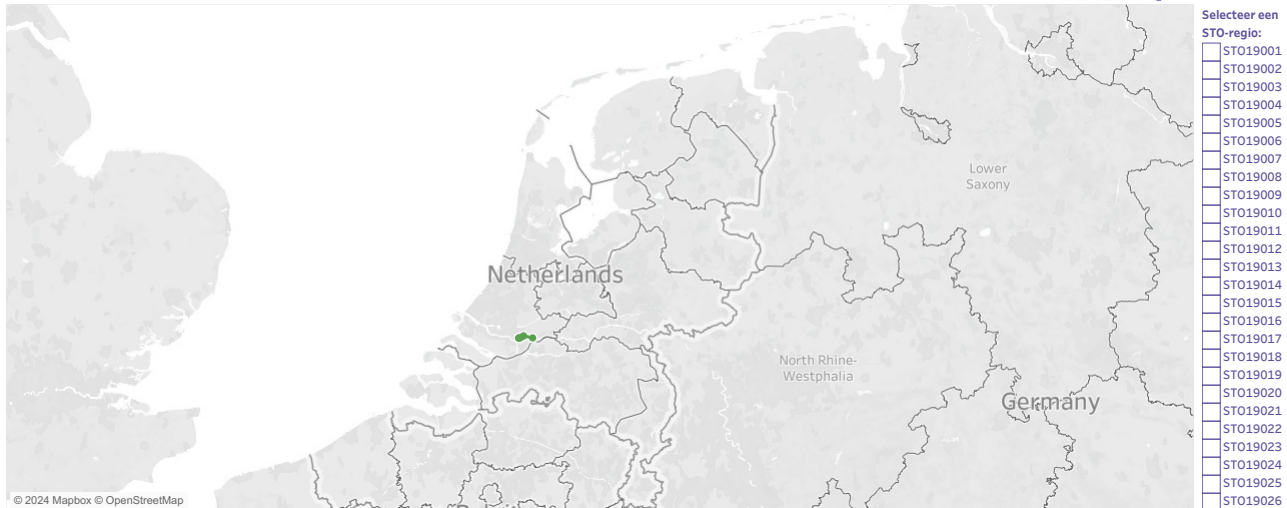 Selecteer een
STO-regio:
STO19001
STO19002
STO19003
STO19004
STO19005
STO19006
STO19007
STO19008
STO19009
STO19010
STO19011
STO19012
STO19013
STO19014
STO19015
STO19016
STO19017
STO19018
STO19019
STO19020
STO19021
STO19022
STO19023
STO19024
STO19025
STO19026
Lower
Saxony
Netherlands
North Rhine-
Westphalia
Germany
© 2024 Mapbox © OpenStreetMap